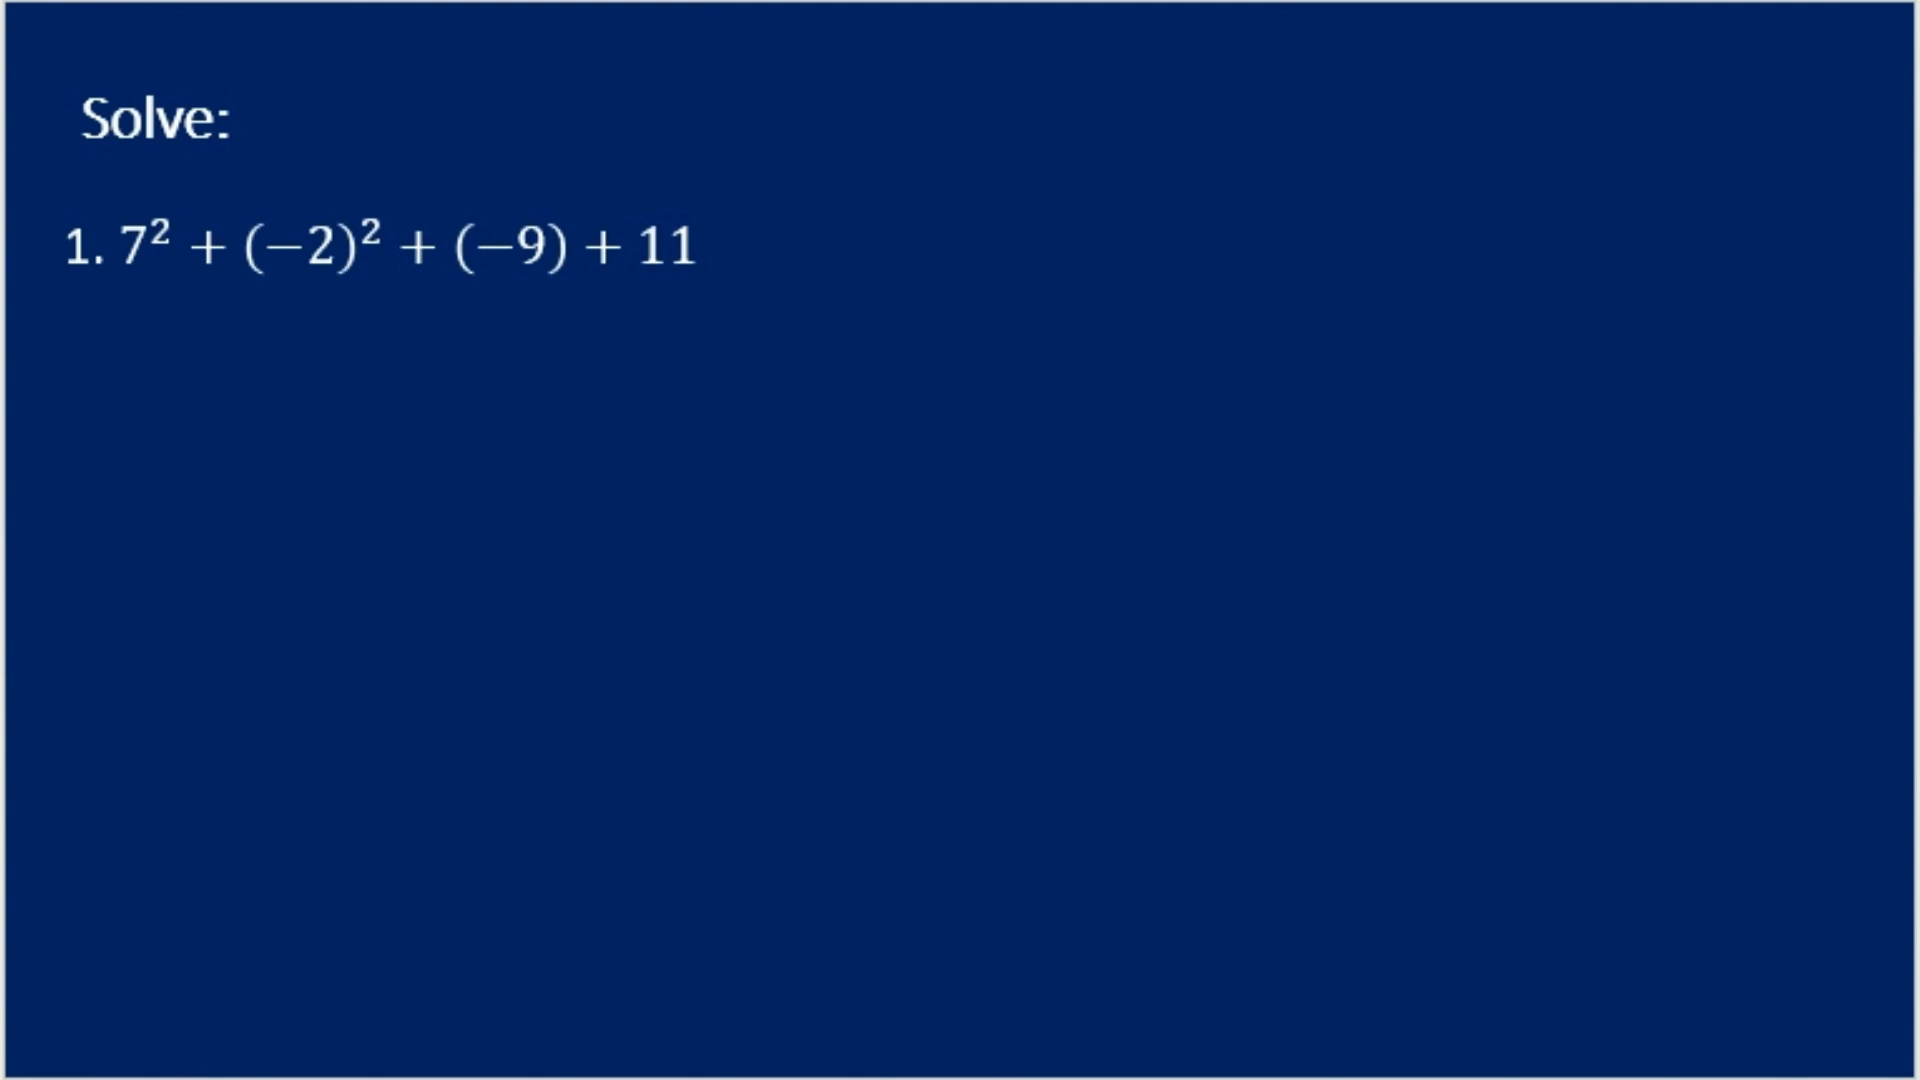 Solve:
1. 7² + (−2)² + (−9) + 11